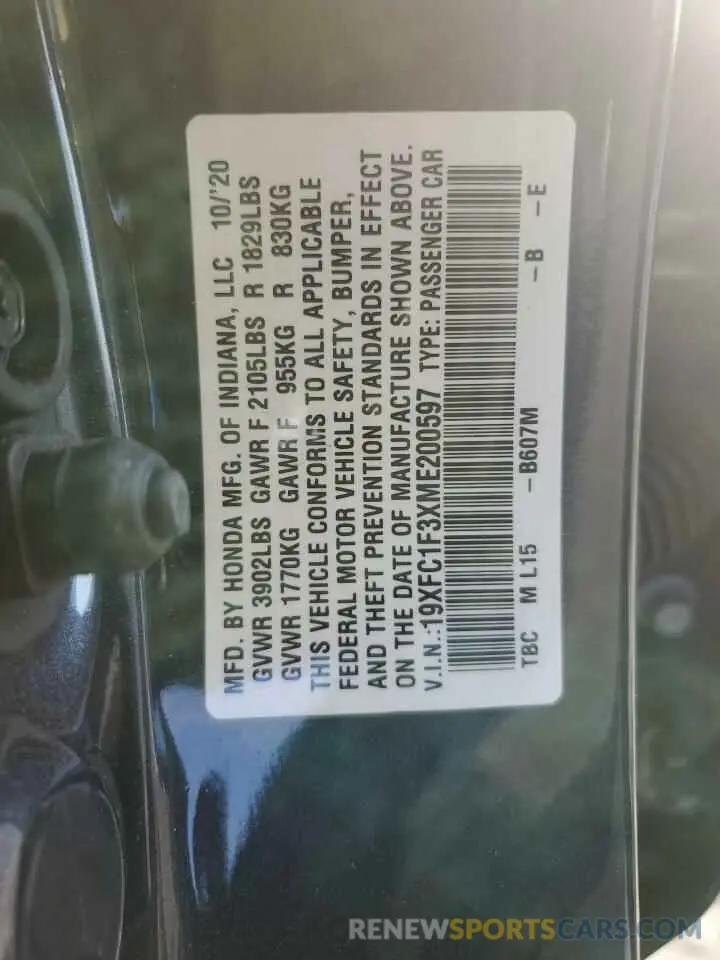 MFD. BY HONDA MFG. OF INDIANA, LLC 10/'20
GVWR 3902LBS GAWR F 2105LBS R 1829LBS
GVWR 1770KG GAWR F 955KG R 830KG
THIS VEHICLE CONFORMS TO ALL APPLICABLE
FEDERAL MOTOR VEHICLE SAFETY, BUMPER,
AND THEFT PREVENTION STANDARDS IN EFFECT
ON THE DATE OF MANUFACTURE SHOWN ABOVE.
V.I.N.:19XFC1F3XME200597 TYPE: PASSENGER CAR
TBC M L15 –B607M –B –E
RENEWSPORTSCARS.COM